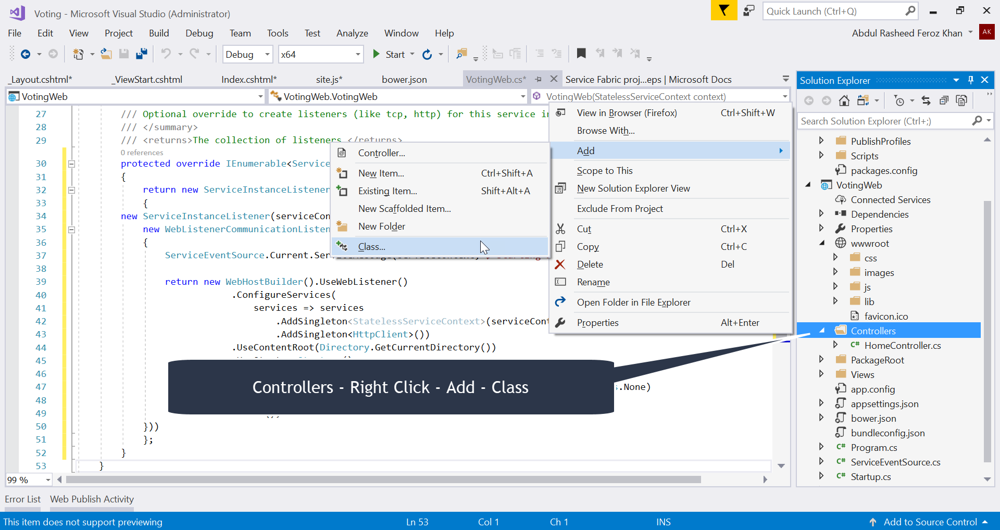 Voting - Microsoft Visual Studio (Administrator)
Quick Launch (Ctrl+Q)
File Edit View Project Build Debug Team Tools Test Analyze Window Help
Abdul Rasheed Feroz Khan AK
Debug x64 Start
_Layout.cshtml* _ViewStart.cshtml Index.cshtml* site.js* bower.json VotingWeb.cs* Service Fabric proj...eps | Microsoft Docs
VotingWeb VotingWeb.VotingWeb VotingWeb(StatelessServiceContext context)
27 /// Optional override to create listeners (like tcp, http) for this service in
28 /// </summary>
29 /// <returns>The collection of listeners.</returns>
0 references
30 protected override IEnumerable<Service
31 {
32 return new ServiceInstanceListener
33 {
34 new ServiceInstanceListener(serviceCon
35 new WebListenerCommunicationListen
36 {
37 ServiceEventSource.Current.Ser
38
39 return new WebHostBuilder().UseWebListener()
40 .ConfigureServices(
41 services => services
42 .AddSingleton<StatelessServiceContext>(serviceCont
43 .AddSingleton<HttpClient>())
44 .UseContentRoot(Directory.GetCurrentDirectory())
45
46
47 s.None)
48
49
50 }))
51 };
52 }
53 }
Controller...
New Item... Ctrl+Shift+A
Existing Item... Shift+Alt+A
New Scaffolded Item...
New Folder
Class...
View in Browser (Firefox) Ctrl+Shift+W
Browse With...
Add
Scope to This
New Solution Explorer View
Exclude From Project
Cut Ctrl+X
Copy Ctrl+C
Delete Del
Rename
Open Folder in File Explorer
Properties Alt+Enter
Controllers - Right Click - Add - Class
Solution Explorer
Search Solution Explorer (Ctrl+;)
PublishProfiles
Scripts
packages.config
VotingWeb
Connected Services
Dependencies
Properties
wwwroot
css
images
js
lib
favicon.ico
Controllers
C# HomeController.cs
PackageRoot
Views
app.config
appsettings.json
bower.json
bundleconfig.json
C# Program.cs
C# ServiceEventSource.cs
C# Startup.cs
99 %
Error List Web Publish Activity
This item does not support previewing Ln 53 Col 1 Ch 1 INS Add to Source Control